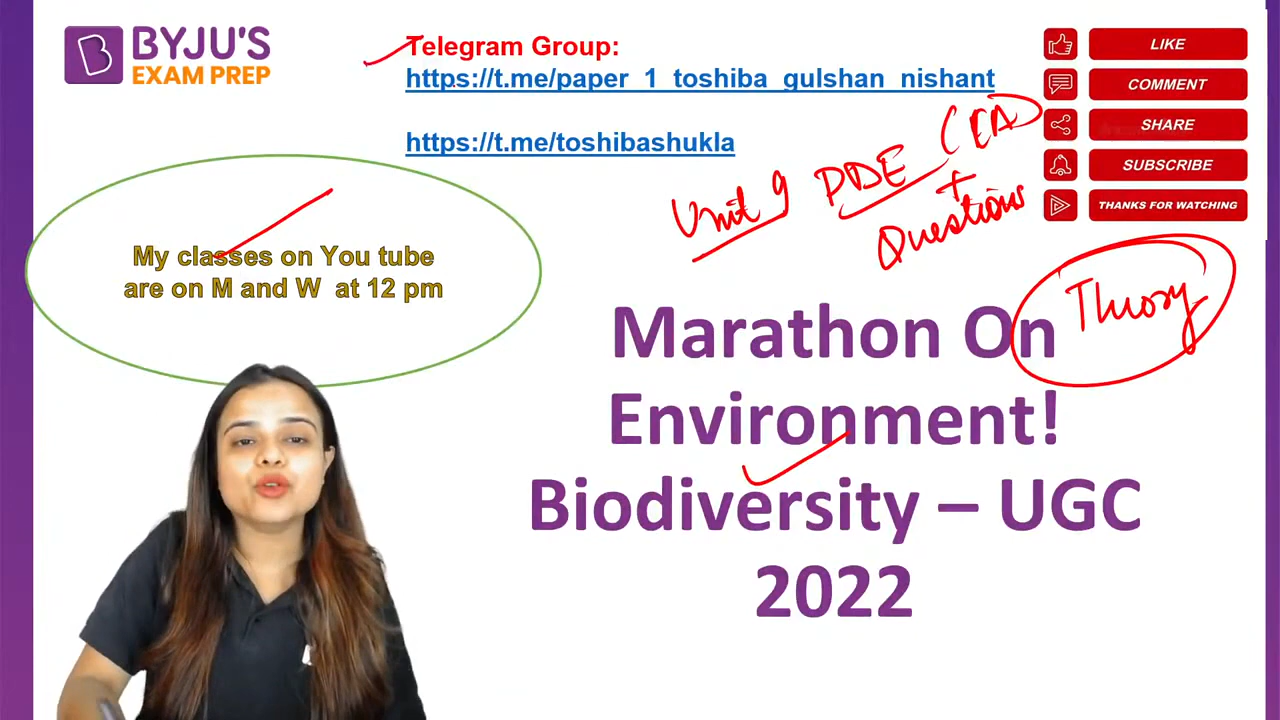 BYJU'S
EXAM PREP
Telegram Group:
https://t.me/paper_1_toshiba_gulshan_nishant
https://t.me/toshibashukla
LIKE
COMMENT
SHARE
SUBSCRIBE
THANKS FOR WATCHING
Unit 9 PDE (EA)
+
Questions
Theory
My classes on You tube
are on M and W at 12 pm
Marathon On
Environment!
Biodiversity – UGC
2022